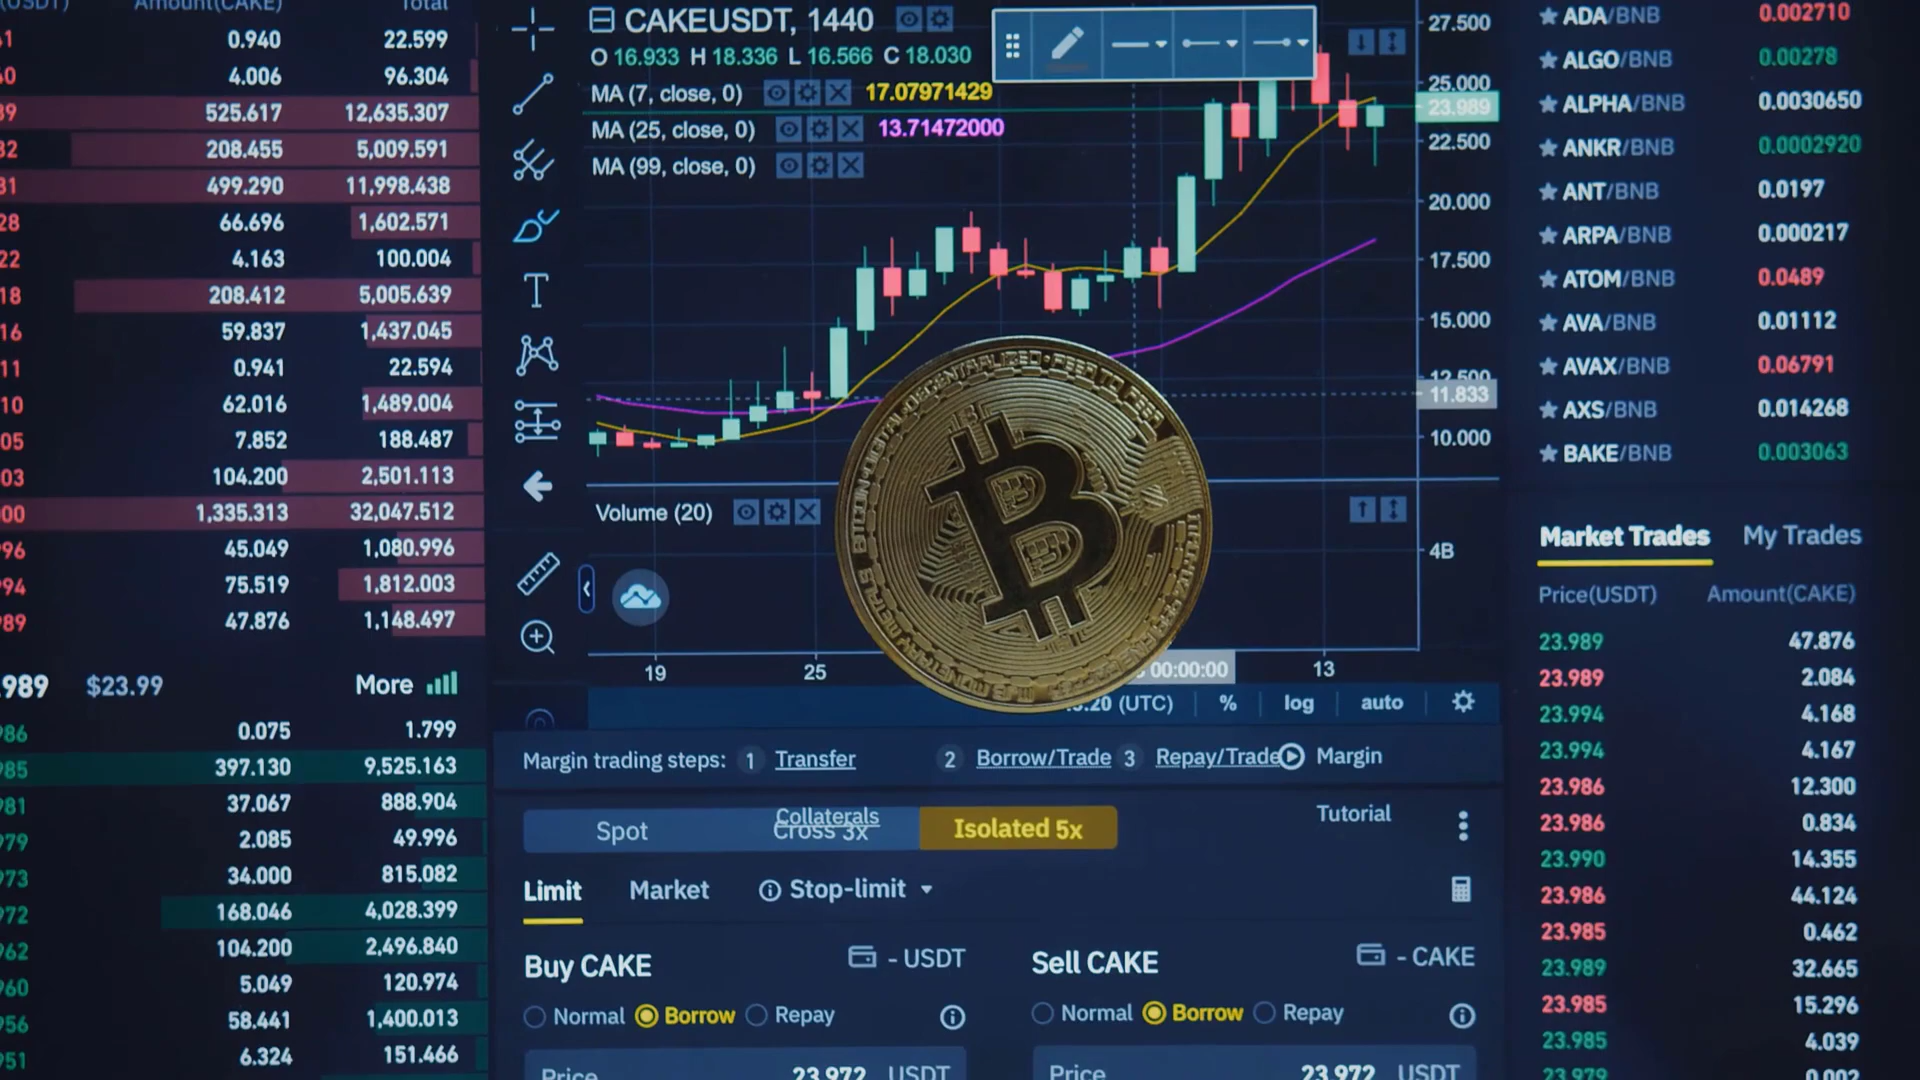 (USDT) Amount(CAKE) Total
0.940 22.599
4.006 96.304
525.617 12,635.307
208.455 5,009.591
499.290 11,998.438
66.696 1,602.571
4.163 100.004
208.412 5,005.639
59.837 1,437.045
0.941 22.594
62.016 1,489.004
7.852 188.487
104.200 2,501.113
1,335.313 32,047.512
45.049 1,080.996
75.519 1,812.003
47.876 1,148.497
.989 $23.99 More
0.075 1.799
397.130 9,525.163
37.067 888.904
2.085 49.996
34.000 815.082
168.046 4,028.399
104.200 2,496.840
5.049 120.974
58.441 1,400.013
6.324 151.466
CAKEUSDT, 1440
O 16.933 H 18.336 L 16.566 C 18.030
MA (7, close, 0) 17.07971429
MA (25, close, 0) 13.71472000
MA (99, close, 0)
27.500
25.000
23.989
22.500
20.000
17.500
15.000
12.500
11.833
10.000
Volume (20)
4B
19 25 00:00:00 13
:20 (UTC) % log auto
BITCOIN • DIGITAL • DECENTRALIZED • PEER TO PEER
Margin trading steps: 1 Transfer 2 Borrow/Trade 3 Repay/Trade Margin
Collaterals Tutorial
Spot Cross 3x Isolated 5x
Limit Market Stop-limit
Buy CAKE - USDT Sell CAKE - CAKE
Normal Borrow Repay Normal Borrow Repay
Price 23.972 USDT Price 23.972 USDT
ADA/BNB 0.002710
ALGO/BNB 0.00278
ALPHA/BNB 0.0030650
ANKR/BNB 0.0002920
ANT/BNB 0.0197
ARPA/BNB 0.000217
ATOM/BNB 0.0489
AVA/BNB 0.01112
AVAX/BNB 0.06791
AXS/BNB 0.014268
BAKE/BNB 0.003063
Market Trades My Trades
Price(USDT) Amount(CAKE)
23.989 47.876
23.989 2.084
23.994 4.168
23.994 4.167
23.986 12.300
23.986 0.834
23.990 14.355
23.986 44.124
23.985 0.462
23.989 32.665
23.985 15.296
23.985 4.039
23.979 0.002